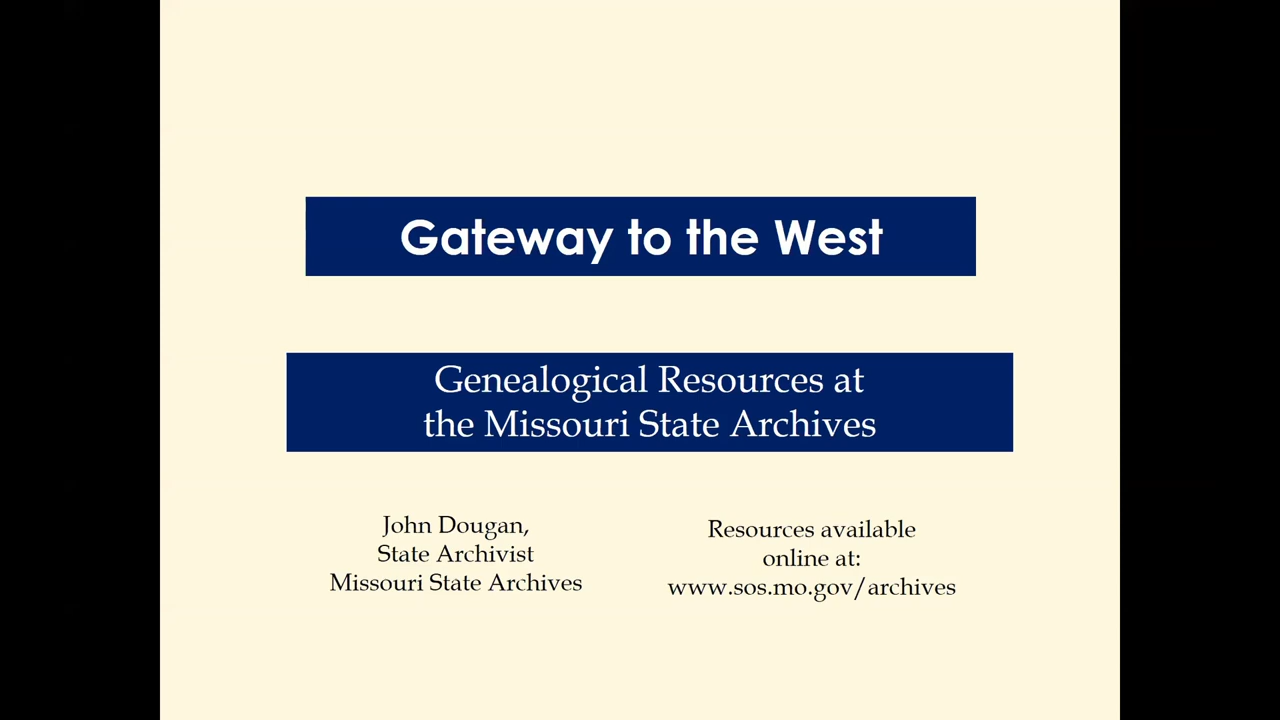 Gateway to the West
Genealogical Resources at
the Missouri State Archives
John Dougan,
State Archivist
Missouri State Archives
Resources available
online at:
www.sos.mo.gov/archives